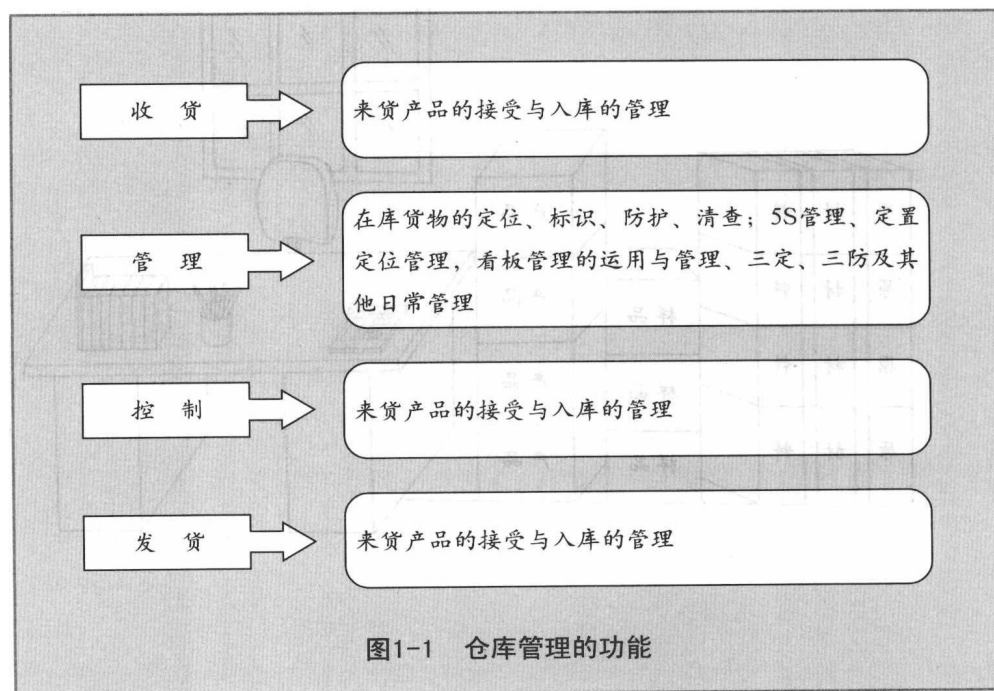 收 货
来货产品的接受与入库的管理
管 理
在库货物的定位、标识、防护、清查；5S管理、定置
定位管理，看板管理的运用与管理、三定、三防及其
他日常管理
控 制
来货产品的接受与入库的管理
发 货
来货产品的接受与入库的管理
图1-1 仓库管理的功能